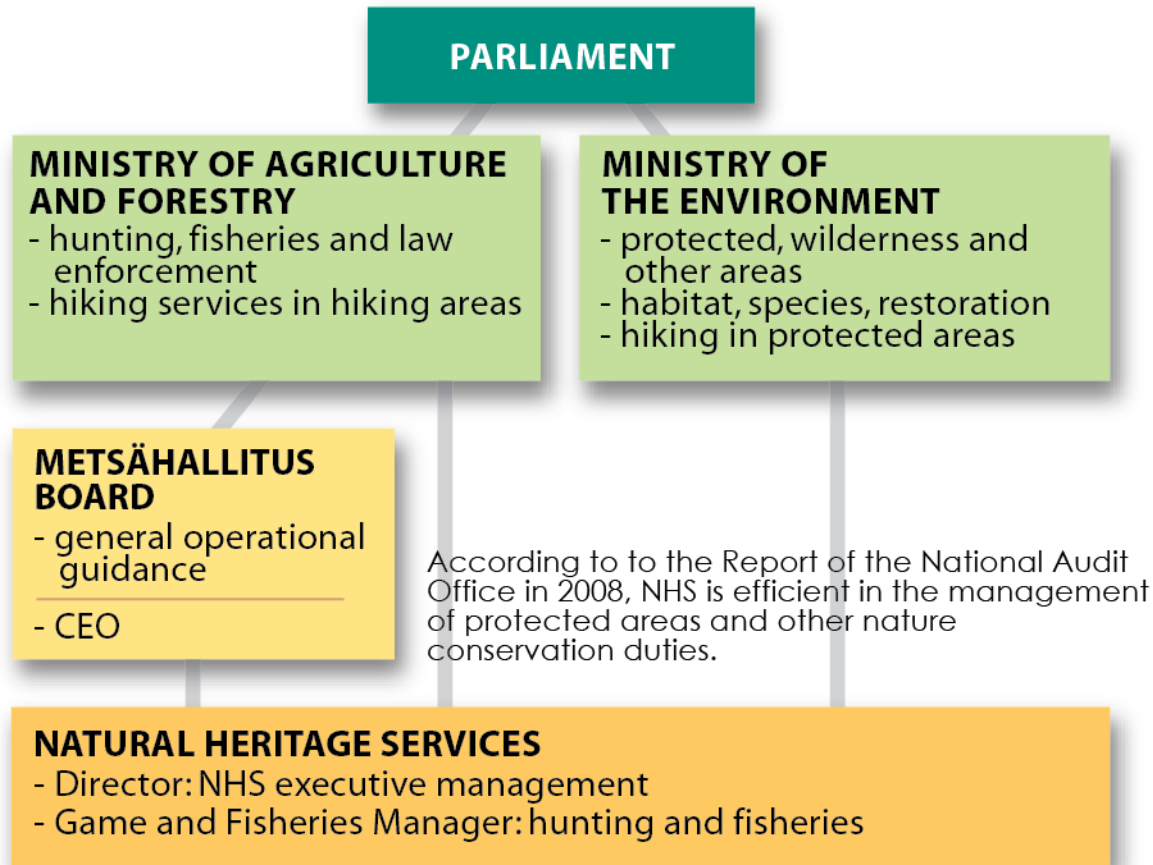 PARLIAMENT
MINISTRY OF AGRICULTURE
AND FORESTRY
- hunting, fisheries and law
enforcement
- hiking services in hiking areas
MINISTRY OF
THE ENVIRONMENT
- protected, wilderness and
other areas
- habitat, species, restoration
- hiking in protected areas
METSÄHALLITUS
BOARD
- general operational
guidance
- CEO
According to to the Report of the National Audit
Office in 2008, NHS is efficient in the management
of protected areas and other nature
conservation duties.
NATURAL HERITAGE SERVICES
- Director: NHS executive management
- Game and Fisheries Manager: hunting and fisheries